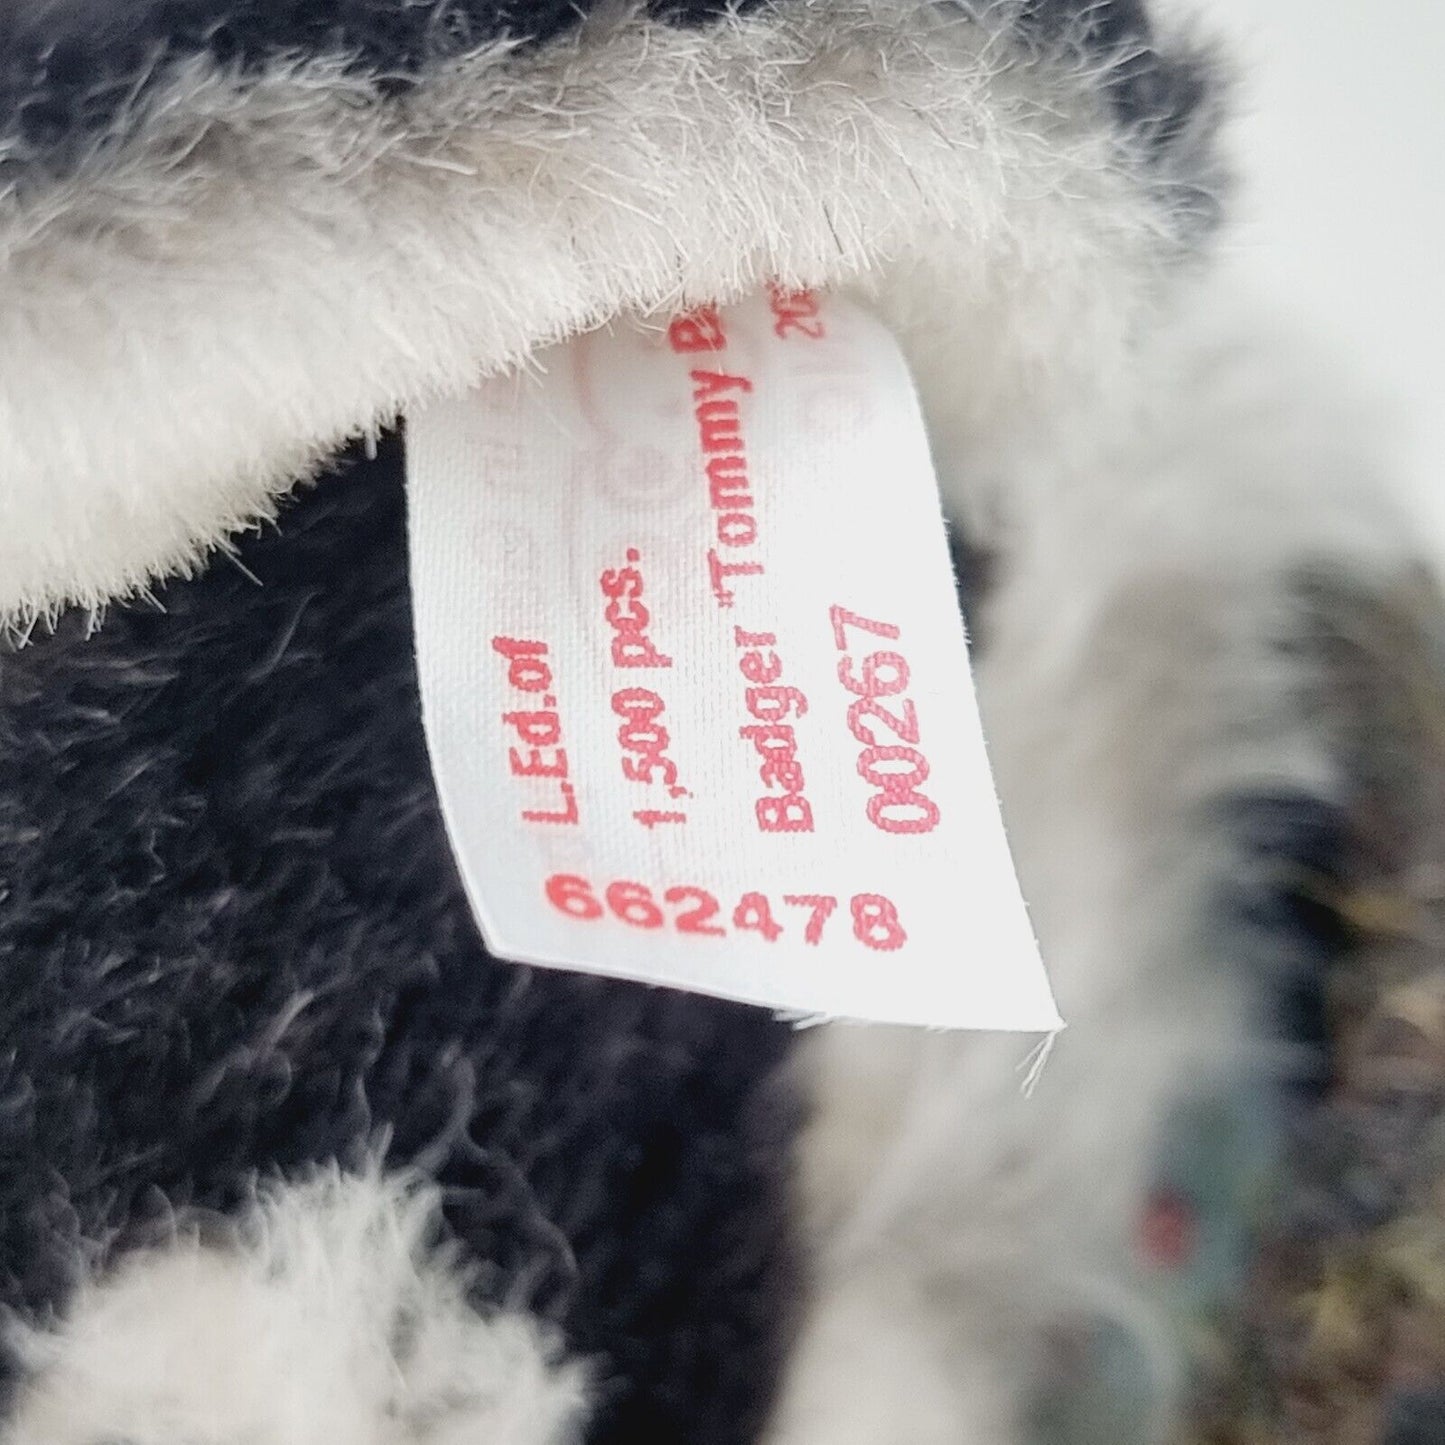 L.Ed.of
1,500 pcs.
Badger "Tommy
00267
662478